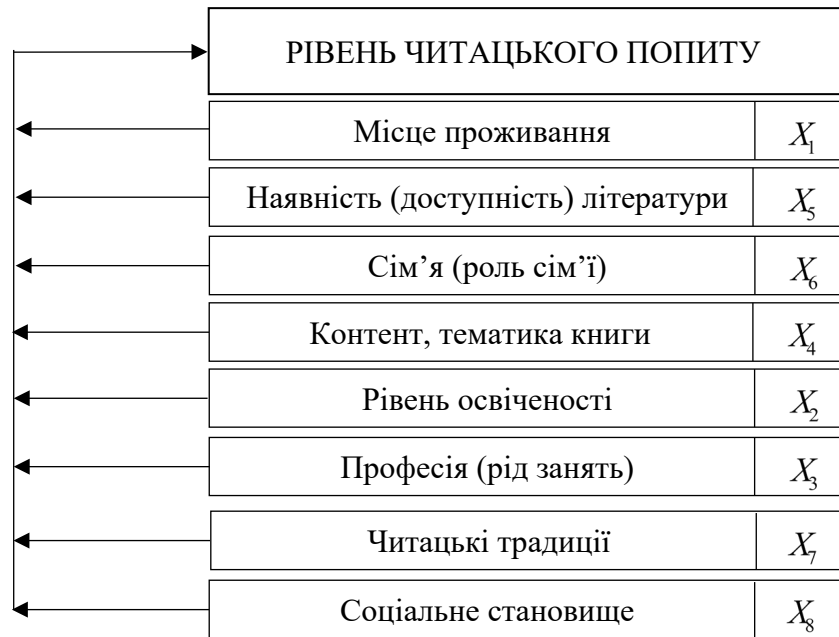 РІВЕНЬ ЧИТАЦЬКОГО ПОПИТУ
Місце проживання X₁
Наявність (доступність) літератури X₅
Сім’я (роль сім’ї) X₆
Контент, тематика книги X₄
Рівень освіченості X₂
Професія (рід занять) X₃
Читацькі традиції X₇
Соціальне становище X₈